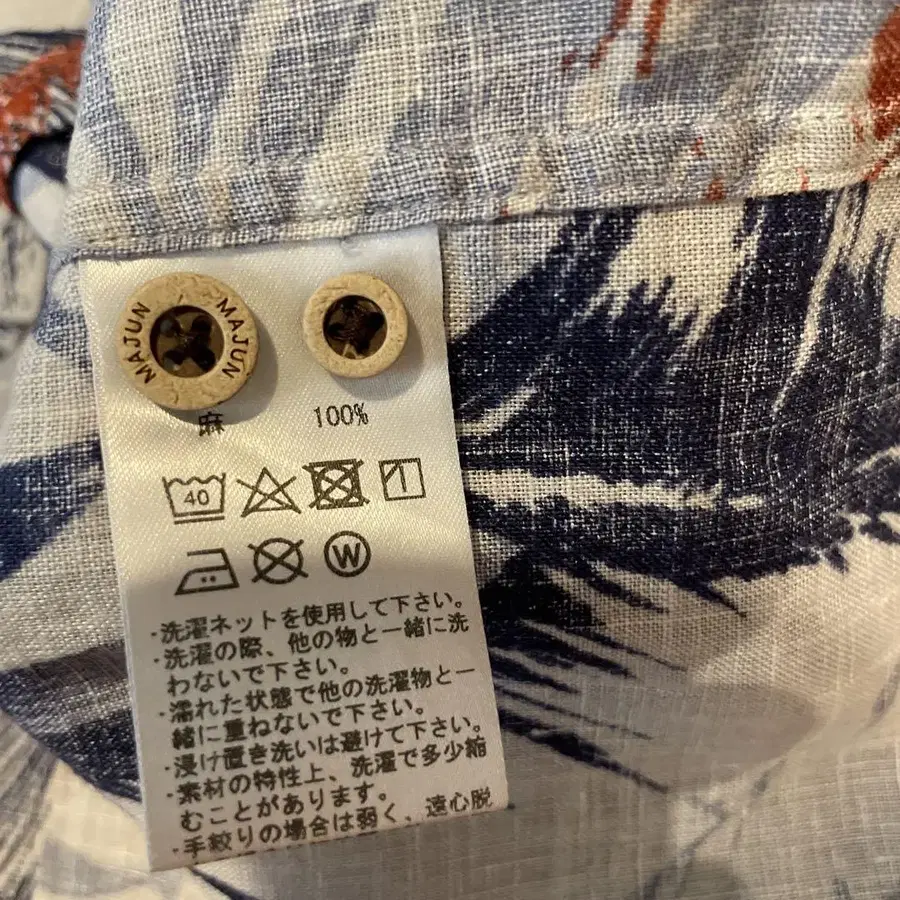 MAJUN MAJUN
麻 100%
40
W
・洗濯ネットを使用して下さい。
・洗濯の際、他の物と一緒に洗
わないで下さい。
・濡れた状態で他の洗濯物と一
緒に重ねないで下さい。
・浸け置き洗いは避けて下さい。
・素材の特性上、洗濯で多少縮
むことがあります。
・手絞りの場合は弱く、遠心脱